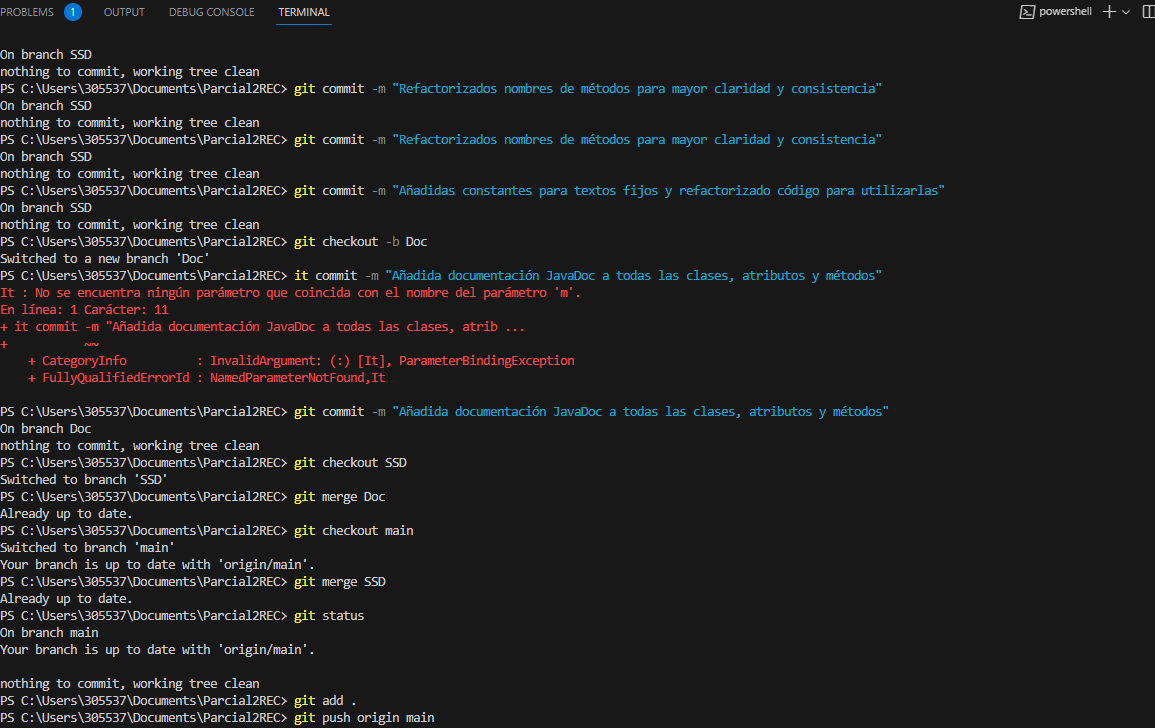 PROBLEMS 1 OUTPUT DEBUG CONSOLE TERMINAL powershell
On branch SSD
nothing to commit, working tree clean
PS C:\Users\305537\Documents\Parcial2REC> git commit -m "Refactorizados nombres de métodos para mayor claridad y consistencia"
On branch SSD
nothing to commit, working tree clean
PS C:\Users\305537\Documents\Parcial2REC> git commit -m "Refactorizados nombres de métodos para mayor claridad y consistencia"
On branch SSD
nothing to commit, working tree clean
PS C:\Users\305537\Documents\Parcial2REC> git commit -m "Añadidas constantes para textos fijos y refactorizado código para utilizarlas"
On branch SSD
nothing to commit, working tree clean
PS C:\Users\305537\Documents\Parcial2REC> git checkout -b Doc
Switched to a new branch 'Doc'
PS C:\Users\305537\Documents\Parcial2REC> it commit -m "Añadida documentación JavaDoc a todas las clases, atributos y métodos"
It : No se encuentra ningún parámetro que coincida con el nombre del parámetro 'm'.
En línea: 1 Carácter: 11
+ it commit -m "Añadida documentación JavaDoc a todas las clases, atrib ...
+           ~~
    + CategoryInfo          : InvalidArgument: (:) [It], ParameterBindingException
    + FullyQualifiedErrorId : NamedParameterNotFound,It
PS C:\Users\305537\Documents\Parcial2REC> git commit -m "Añadida documentación JavaDoc a todas las clases, atributos y métodos"
On branch Doc
nothing to commit, working tree clean
PS C:\Users\305537\Documents\Parcial2REC> git checkout SSD
Switched to branch 'SSD'
PS C:\Users\305537\Documents\Parcial2REC> git merge Doc
Already up to date.
PS C:\Users\305537\Documents\Parcial2REC> git checkout main
Switched to branch 'main'
Your branch is up to date with 'origin/main'.
PS C:\Users\305537\Documents\Parcial2REC> git merge SSD
Already up to date.
PS C:\Users\305537\Documents\Parcial2REC> git status
On branch main
Your branch is up to date with 'origin/main'.
nothing to commit, working tree clean
PS C:\Users\305537\Documents\Parcial2REC> git add .
PS C:\Users\305537\Documents\Parcial2REC> git push origin main